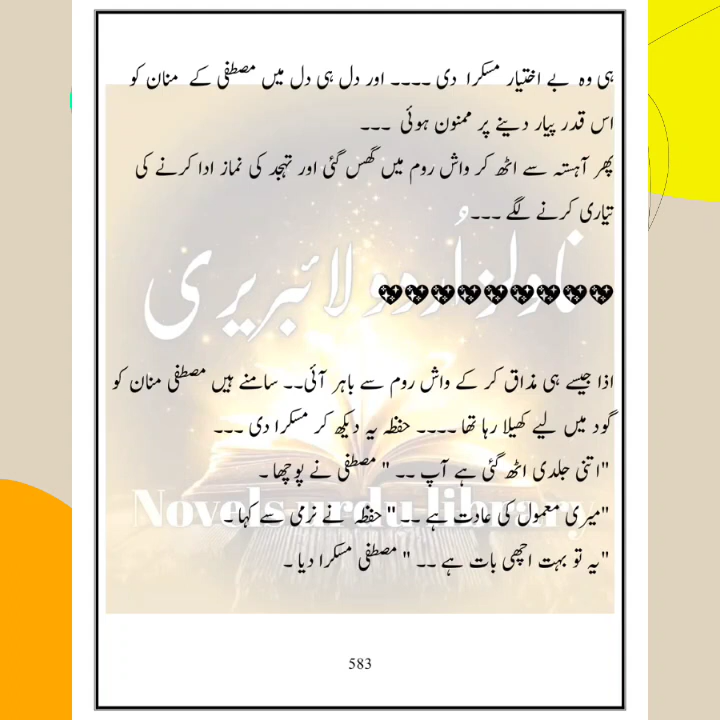 ہی وہ بے اختیار مسکرا دی ۔۔۔۔ اور دل ہی دل میں مصطفی کے منان کو
اس قدر پیار دینے پر ممنون ہوئی ۔۔۔
پھر آہستہ سے اٹھ کر واش روم میں گھس گئی اور تہجد کی نماز ادا کرنے کی
تیاری کرنے لگے ۔۔۔
ناولز اُردو لائبریری
💖💖💖💖💖💖💖💖💖
اذا جیسے ہی مذاق کر کے واش روم سے باہر آئی۔۔ سامنے ہیں مصطفی منان کو
گود میں لیے کھیلا رہا تھا ۔۔۔۔ حفظہ یہ دیکھ کر مسکرا دی ۔۔۔
"اتنی جلدی اٹھ گئی ہے آپ ۔۔ " مصطفی نے پوچھا۔
Novels urdu library
"میری معمول کی عادت ہے ۔۔ " حفظہ نے نرمی سے کہا۔
"یہ تو بہت اچھی بات ہے ۔۔ " مصطفی مسکرا دیا۔
583